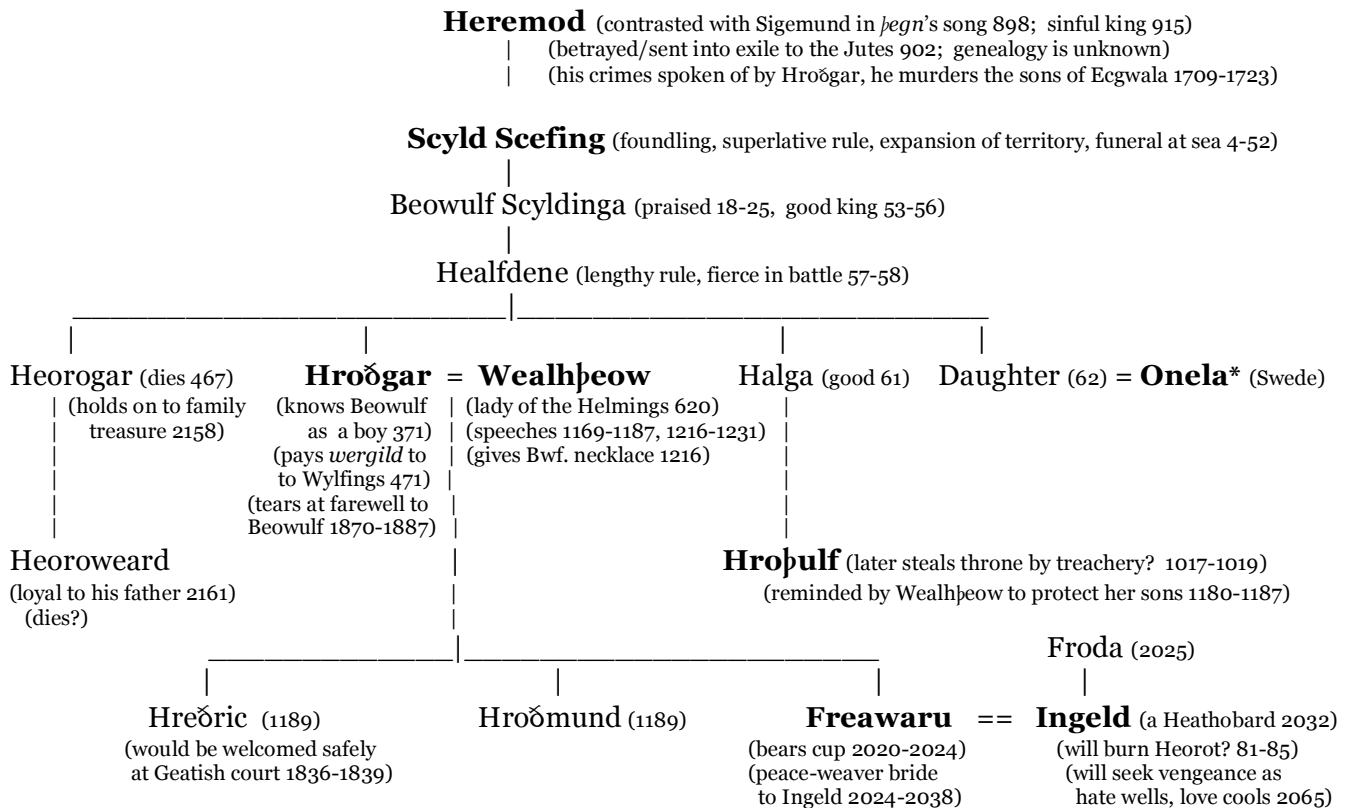 Heremod (contrasted with Sigemund in þegn's song 898; sinful king 915)
(betrayed/sent into exile to the Jutes 902; genealogy is unknown)
(his crimes spoken of by Hroðgar, he murders the sons of Ecgwala 1709-1723)
Scyld Scefing (foundling, superlative rule, expansion of territory, funeral at sea 4-52)
Beowulf Scyldinga (praised 18-25, good king 53-56)
Healfdene (lengthy rule, fierce in battle 57-58)
Heorogar (dies 467) Hroðgar = Wealhþeow Halga (good 61) Daughter (62) = Onela* (Swede)
(holds on to family (knows Beowulf (lady of the Helmings 620)
treasure 2158) as a boy 371) (speeches 1169-1187, 1216-1231)
(pays wergild to (gives Bwf. necklace 1216)
to Wylfings 471)
(tears at farewell to
Beowulf 1870-1887)
Heoroweard Hroþulf (later steals throne by treachery? 1017-1019)
(loyal to his father 2161) (reminded by Wealhþeow to protect her sons 1180-1187)
(dies?)
Froda (2025)
Hreðric (1189) Hroðmund (1189) Freawaru == Ingeld (a Heathobard 2032)
(would be welcomed safely (bears cup 2020-2024) (will burn Heorot? 81-85)
at Geatish court 1836-1839) (peace-weaver bride (will seek vengeance as
to Ingeld 2024-2038) hate wells, love cools 2065)